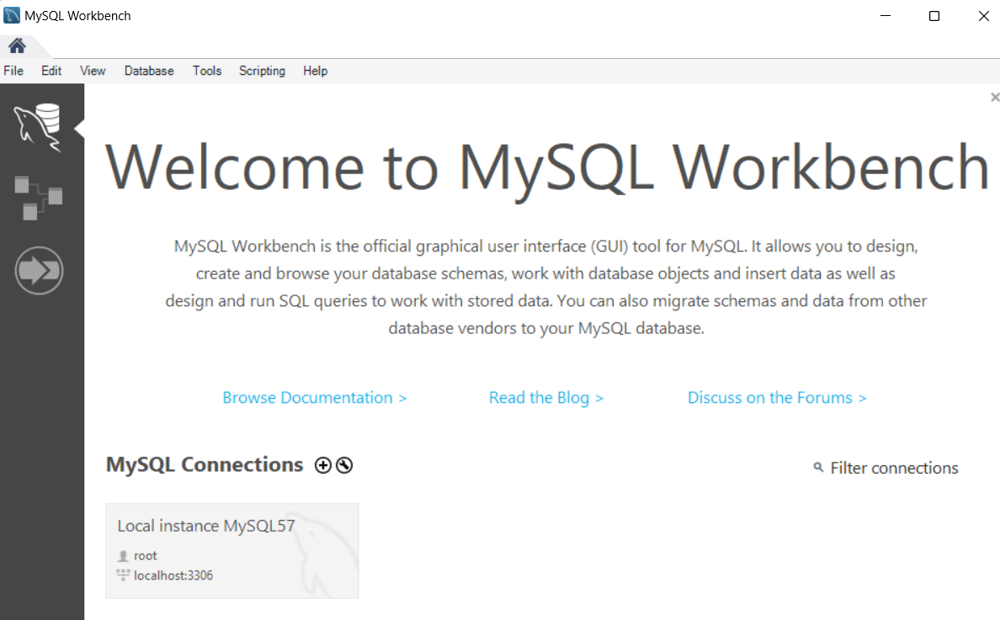 MySQL Workbench
File Edit View Database Tools Scripting Help
Welcome to MySQL Workbench
MySQL Workbench is the official graphical user interface (GUI) tool for MySQL. It allows you to design,
create and browse your database schemas, work with database objects and insert data as well as
design and run SQL queries to work with stored data. You can also migrate schemas and data from other
database vendors to your MySQL database.
Browse Documentation > Read the Blog > Discuss on the Forums >
MySQL Connections Filter connections
Local instance MySQL57
root
localhost:3306